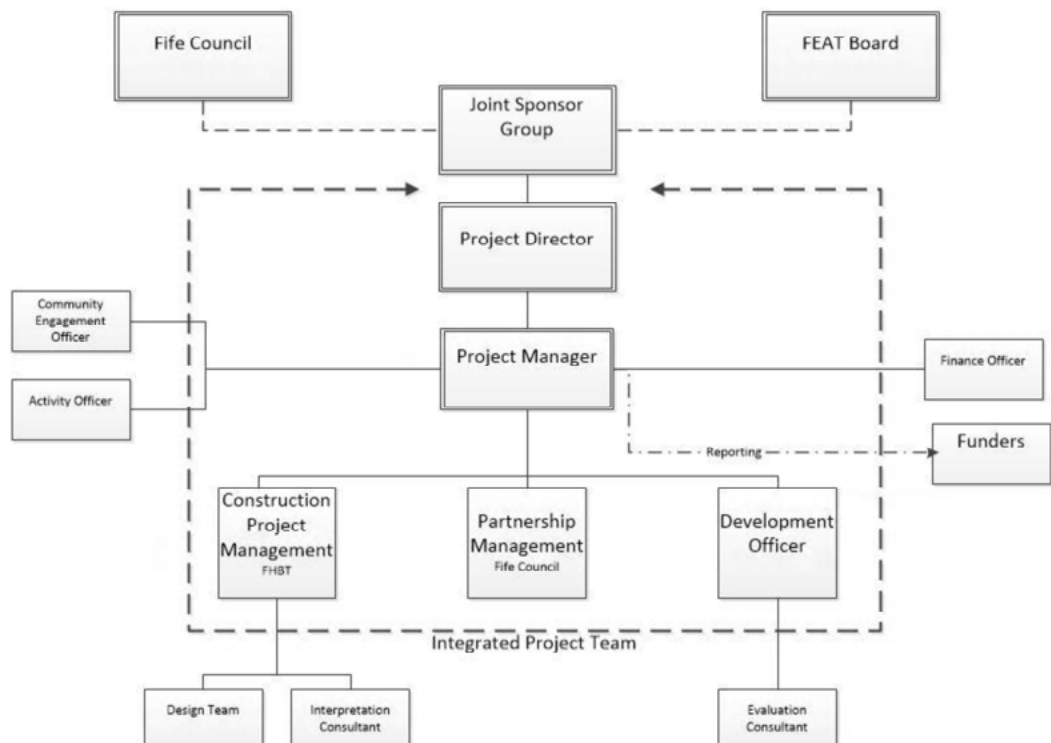 Fife Council
FEAT Board
Joint Sponsor
Group
Project Director
Community
Engagement
Officer
Project Manager
Finance Officer
Activity Officer
Funders
Reporting
Construction
Project
Management
FHBT
Partnership
Management
Fife Council
Development
Officer
Integrated Project Team
Design Team
Interpretation
Consultant
Evaluation
Consultant